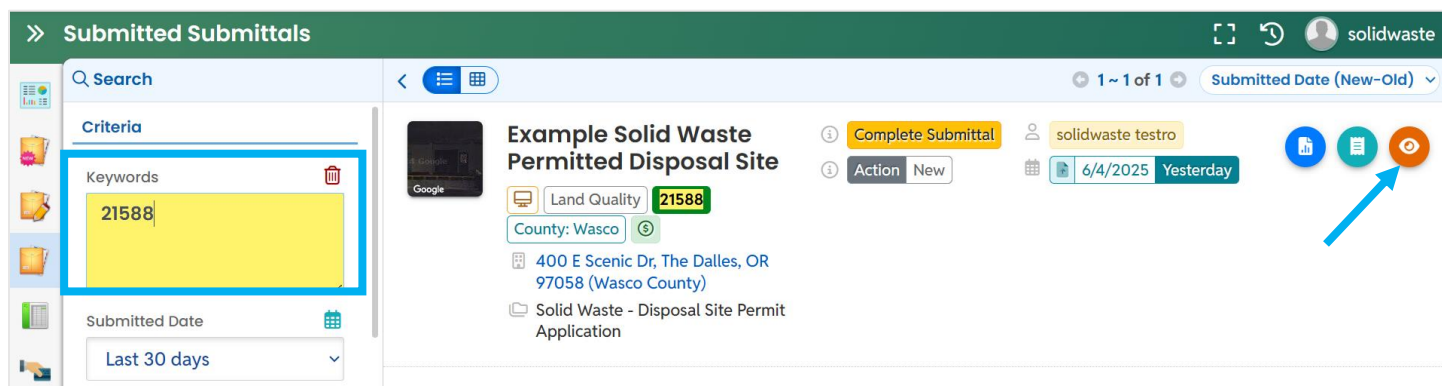 Submitted Submittals
solidwaste
Search
1 ~ 1 of 1
Submitted Date (New-Old)
Criteria
Keywords
21588
Submitted Date
Last 30 days
NEW
Google
Example Solid Waste
Permitted Disposal Site
Land Quality 21588
County: Wasco
400 E Scenic Dr, The Dalles, OR
97058 (Wasco County)
Solid Waste - Disposal Site Permit
Application
Complete Submittal
Action New
solidwaste testro
6/4/2025 Yesterday